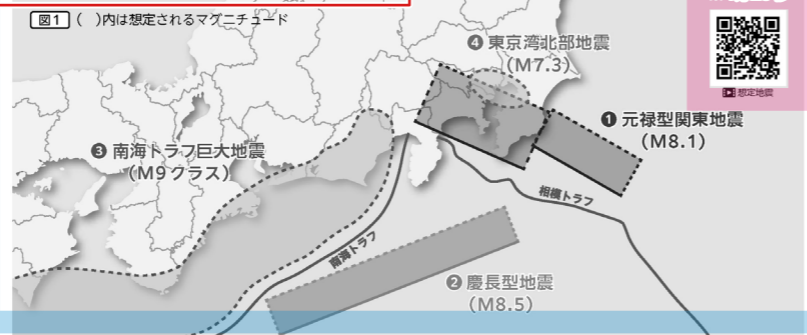 図1 ( )内は想定されるマグニチュード
❹ 東京湾北部地震
(M7.3)
想定地震
❶ 元禄型関東地震
(M8.1)
❸ 南海トラフ巨大地震
(M9クラス)
相模トラフ
南海トラフ
❷ 慶長型地震
(M8.5)